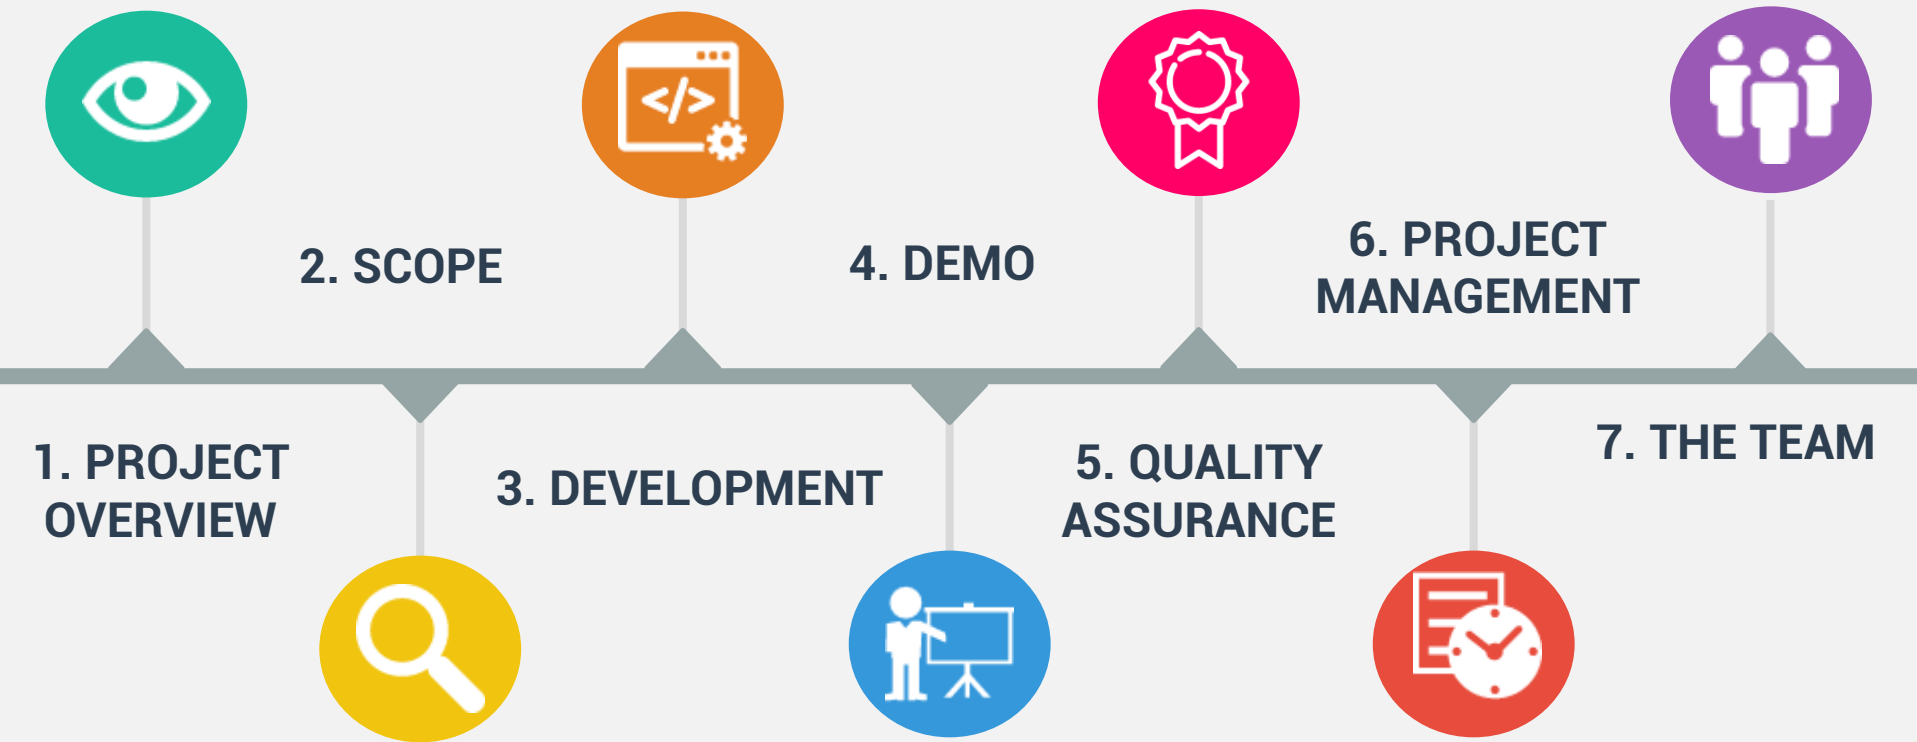 1. PROJECT
OVERVIEW
2. SCOPE
3. DEVELOPMENT
4. DEMO
5. QUALITY
ASSURANCE
6. PROJECT
MANAGEMENT
7. THE TEAM